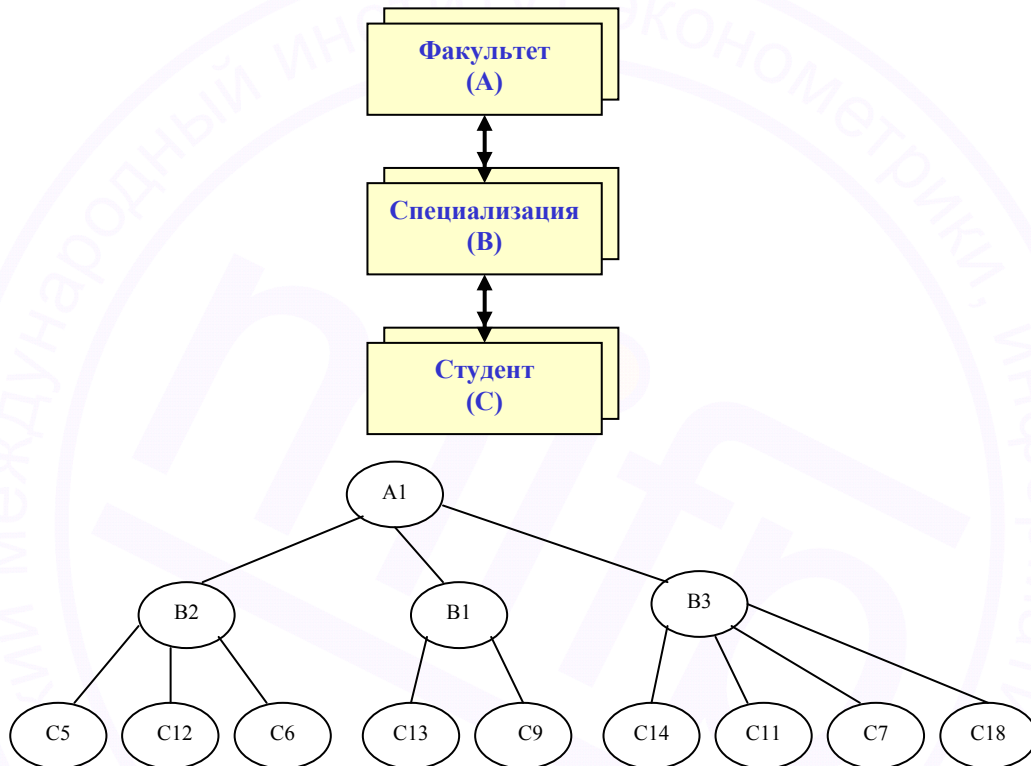 Факультет
(A)
Специализация
(B)
Студент
(C)
A1
B2
B1
B3
C5
C12
C6
C13
C9
C14
C11
C7
C18